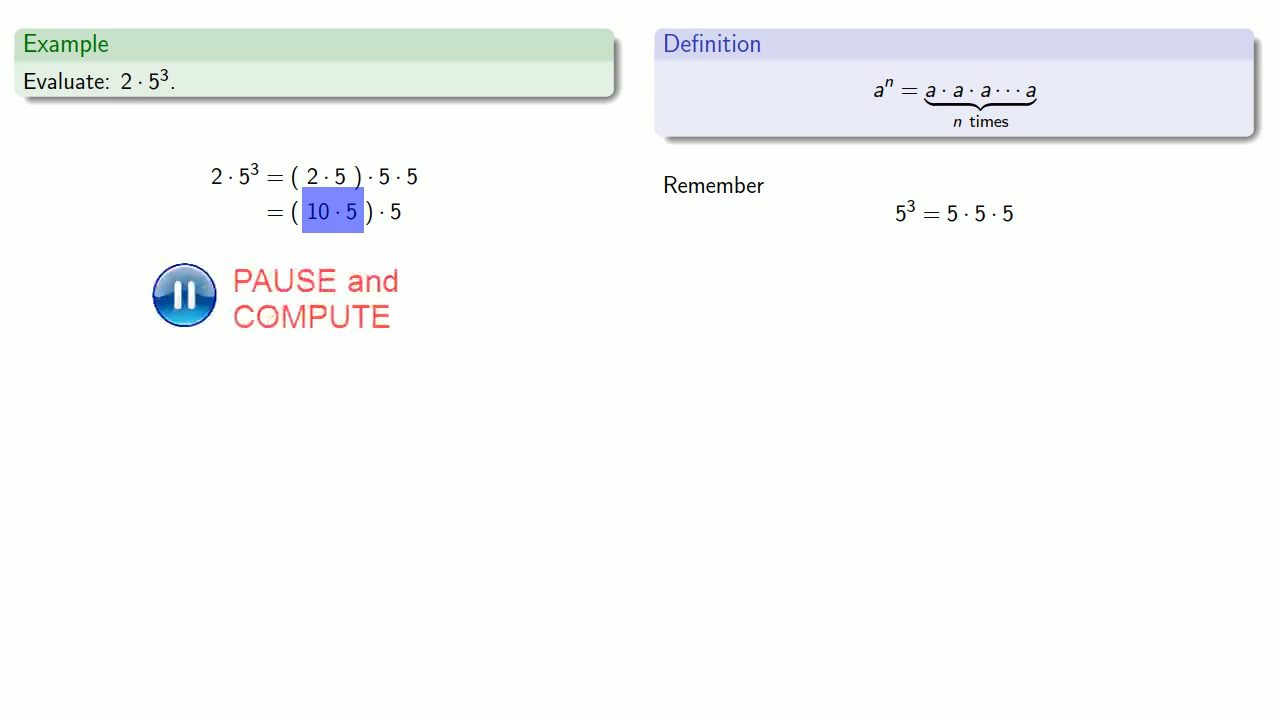 Example
Evaluate: 2 · 5³.
2 · 5³ = ( 2 · 5 ) · 5 · 5
= ( 10 · 5 ) · 5
PAUSE and
COMPUTE
Definition
aⁿ = a · a · a · · · a
n times
Remember
5³ = 5 · 5 · 5